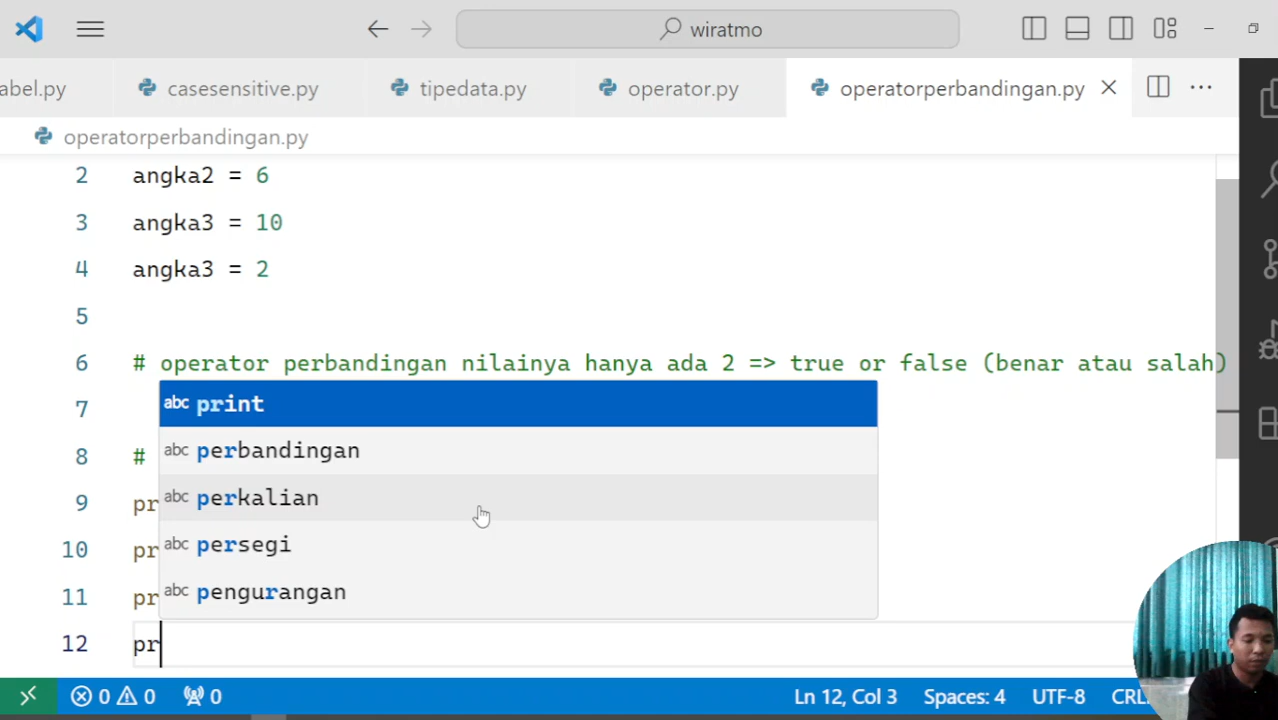 wiratmo
abel.py casesensitive.py tipedata.py operator.py operatorperbandingan.py
operatorperbandingan.py
2 angka2 = 6
3 angka3 = 10
4 angka3 = 2
5
6 # operator perbandingan nilainya hanya ada 2 => true or false (benar atau salah)
7 abc print
abc perbandingan
8 #
abc perkalian
9 pr
abc persegi
10 pr
abc pengurangan
11 pr
12 pr
0 0 0 Ln 12, Col 3 Spaces: 4 UTF-8 CRL